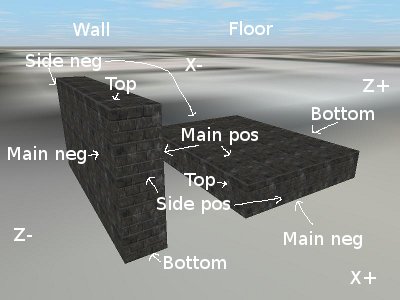 Wall
Floor
Side neg
X-
Top
Z+
Bottom
Main pos
Main neg
Top
Side pos
Z-
Main neg
Bottom
X+